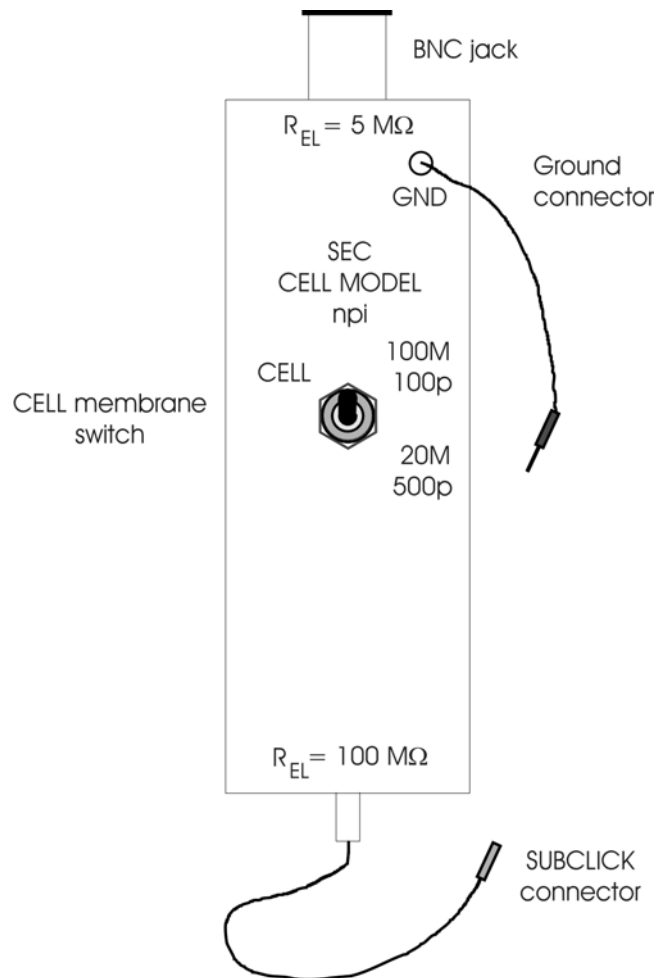 BNC jack
R_EL = 5 MΩ
Ground
connector
GND
SEC
CELL MODEL
npi
100M
100p
CELL
CELL membrane
switch
20M
500p
R_EL = 100 MΩ
SUBCLICK
connector